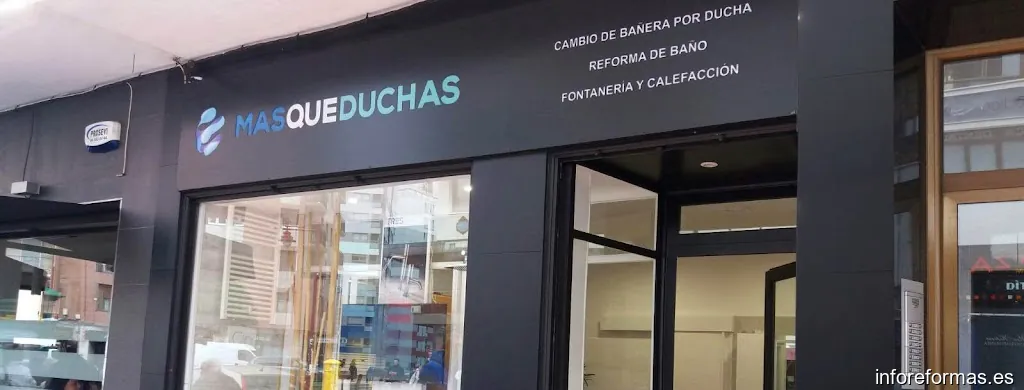 MASQUEDUCHAS
CAMBIO DE BAÑERA POR DUCHA
REFORMA DE BAÑO
FONTANERÍA Y CALEFACCIÓN
PROSEVI
inforeformas.es